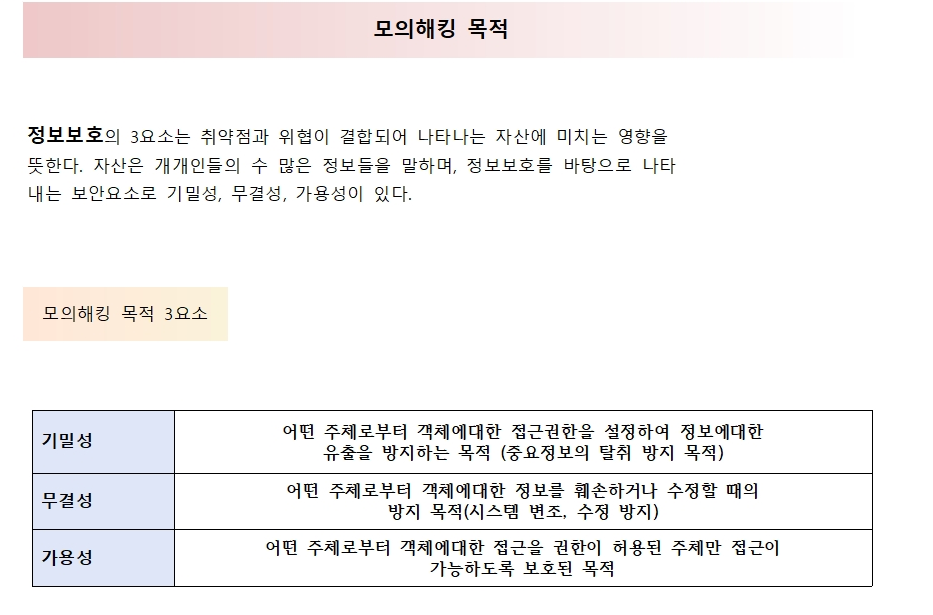 모의해킹 목적
정보보호의 3요소는 취약점과 위협이 결합되어 나타나는 자산에 미치는 영향을
뜻한다. 자산은 개개인들의 수 많은 정보들을 말하며, 정보보호를 바탕으로 나타
내는 보안요소로 기밀성, 무결성, 가용성이 있다.
모의해킹 목적 3요소
기밀성
어떤 주체로부터 객체에대한 접근권한을 설정하여 정보에대한
유출을 방지하는 목적 (중요정보의 탈취 방지 목적)
무결성
어떤 주체로부터 객체에대한 정보를 훼손하거나 수정할 때의
방지 목적(시스템 변조, 수정 방지)
가용성
어떤 주체로부터 객체에대한 접근을 권한이 허용된 주체만 접근이
가능하도록 보호된 목적